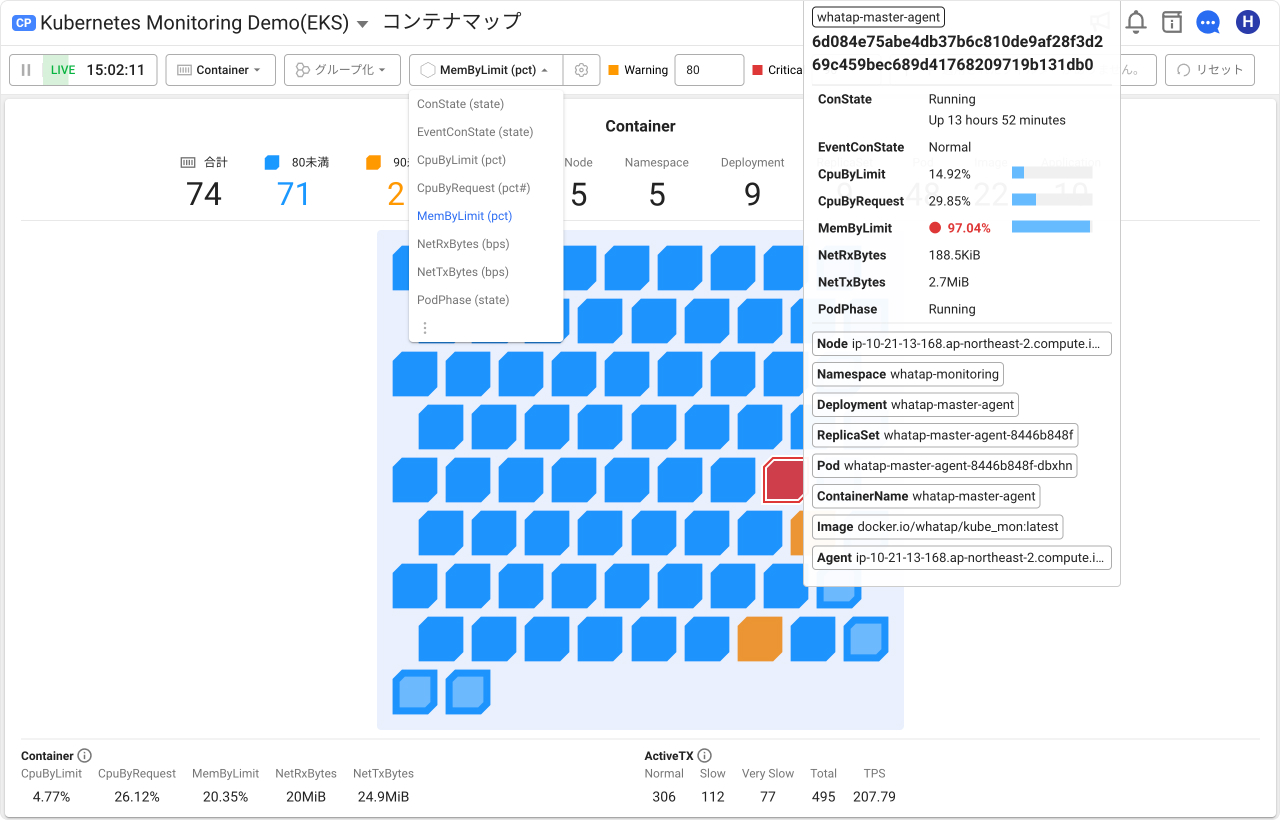 CP Kubernetes Monitoring Demo(EKS) コンテナマップ
H
LIVE 15:02:11
Container
グループ化
MemByLimit (pct)
Warning
80
Critica
ん。
リセット
ConState (state)
EventConState (state)
CpuByLimit (pct)
CpuByRequest (pct#)
MemByLimit (pct)
NetRxBytes (bps)
NetTxBytes (bps)
PodPhase (state)
Container
合計
74
80未満
71
90
2
Node
5
Namespace
5
Deployment
9
48
22
10
whatap-master-agent
6d084e75abe4db37b6c810de9af28f3d2
69c459bec689d41768209719b131db0
ConState Running
Up 13 hours 52 minutes
EventConState Normal
CpuByLimit 14.92%
CpuByRequest 29.85%
MemByLimit 97.04%
NetRxBytes 188.5KiB
NetTxBytes 2.7MiB
PodPhase Running
Node ip-10-21-13-168.ap-northeast-2.compute.i...
Namespace whatap-monitoring
Deployment whatap-master-agent
ReplicaSet whatap-master-agent-8446b848f
Pod whatap-master-agent-8446b848f-dbxhn
ContainerName whatap-master-agent
Image docker.io/whatap/kube_mon:latest
Agent ip-10-21-13-168.ap-northeast-2.compute.i...
Container
CpuByLimit CpuByRequest MemByLimit NetRxBytes NetTxBytes
4.77% 26.12% 20.35% 20MiB 24.9MiB
ActiveTX
Normal Slow Very Slow Total TPS
306 112 77 495 207.79